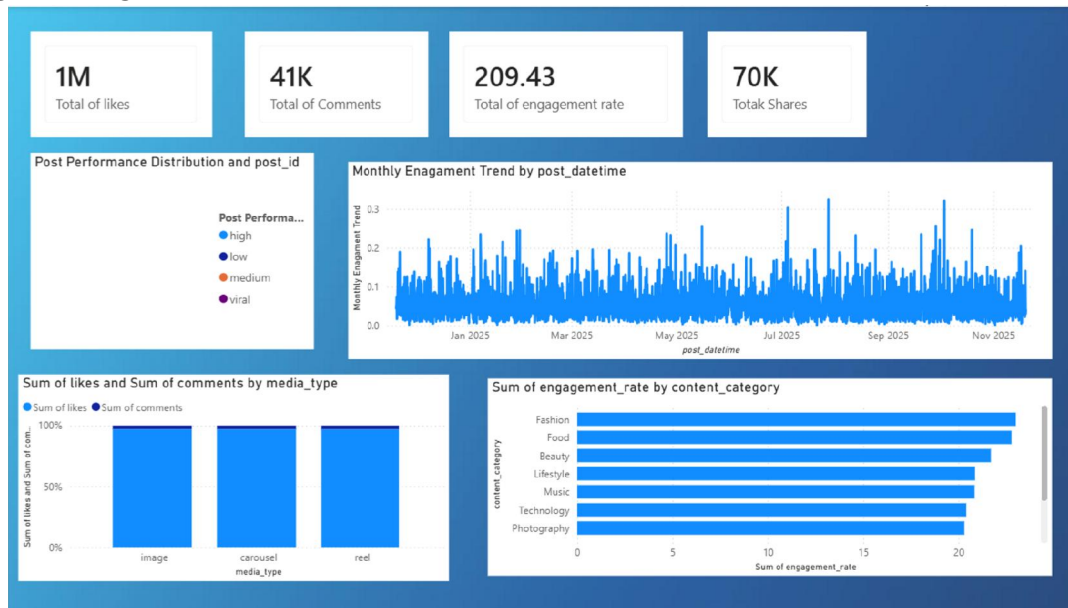 1M
Total of likes
41K
Total of Comments
209.43
Total of engagement rate
70K
Totak Shares
Post Performance Distribution and post_id
Post Performa...
high
low
medium
viral
Monthly Enagament Trend by post_datetime
Monthly Enagament Trend
0.3
0.2
0.1
0.0
Jan 2025
Mar 2025
May 2025
Jul 2025
Sep 2025
Nov 2025
post_datetime
Sum of likes and Sum of comments by media_type
Sum of likes
Sum of comments
Sum of likes and Sum of com...
100%
50%
0%
image
carousel
reel
media_type
Sum of engagement_rate by content_category
content_category
Fashion
Food
Beauty
Lifestyle
Music
Technology
Photography
0
5
10
15
20
Sum of engagement_rate